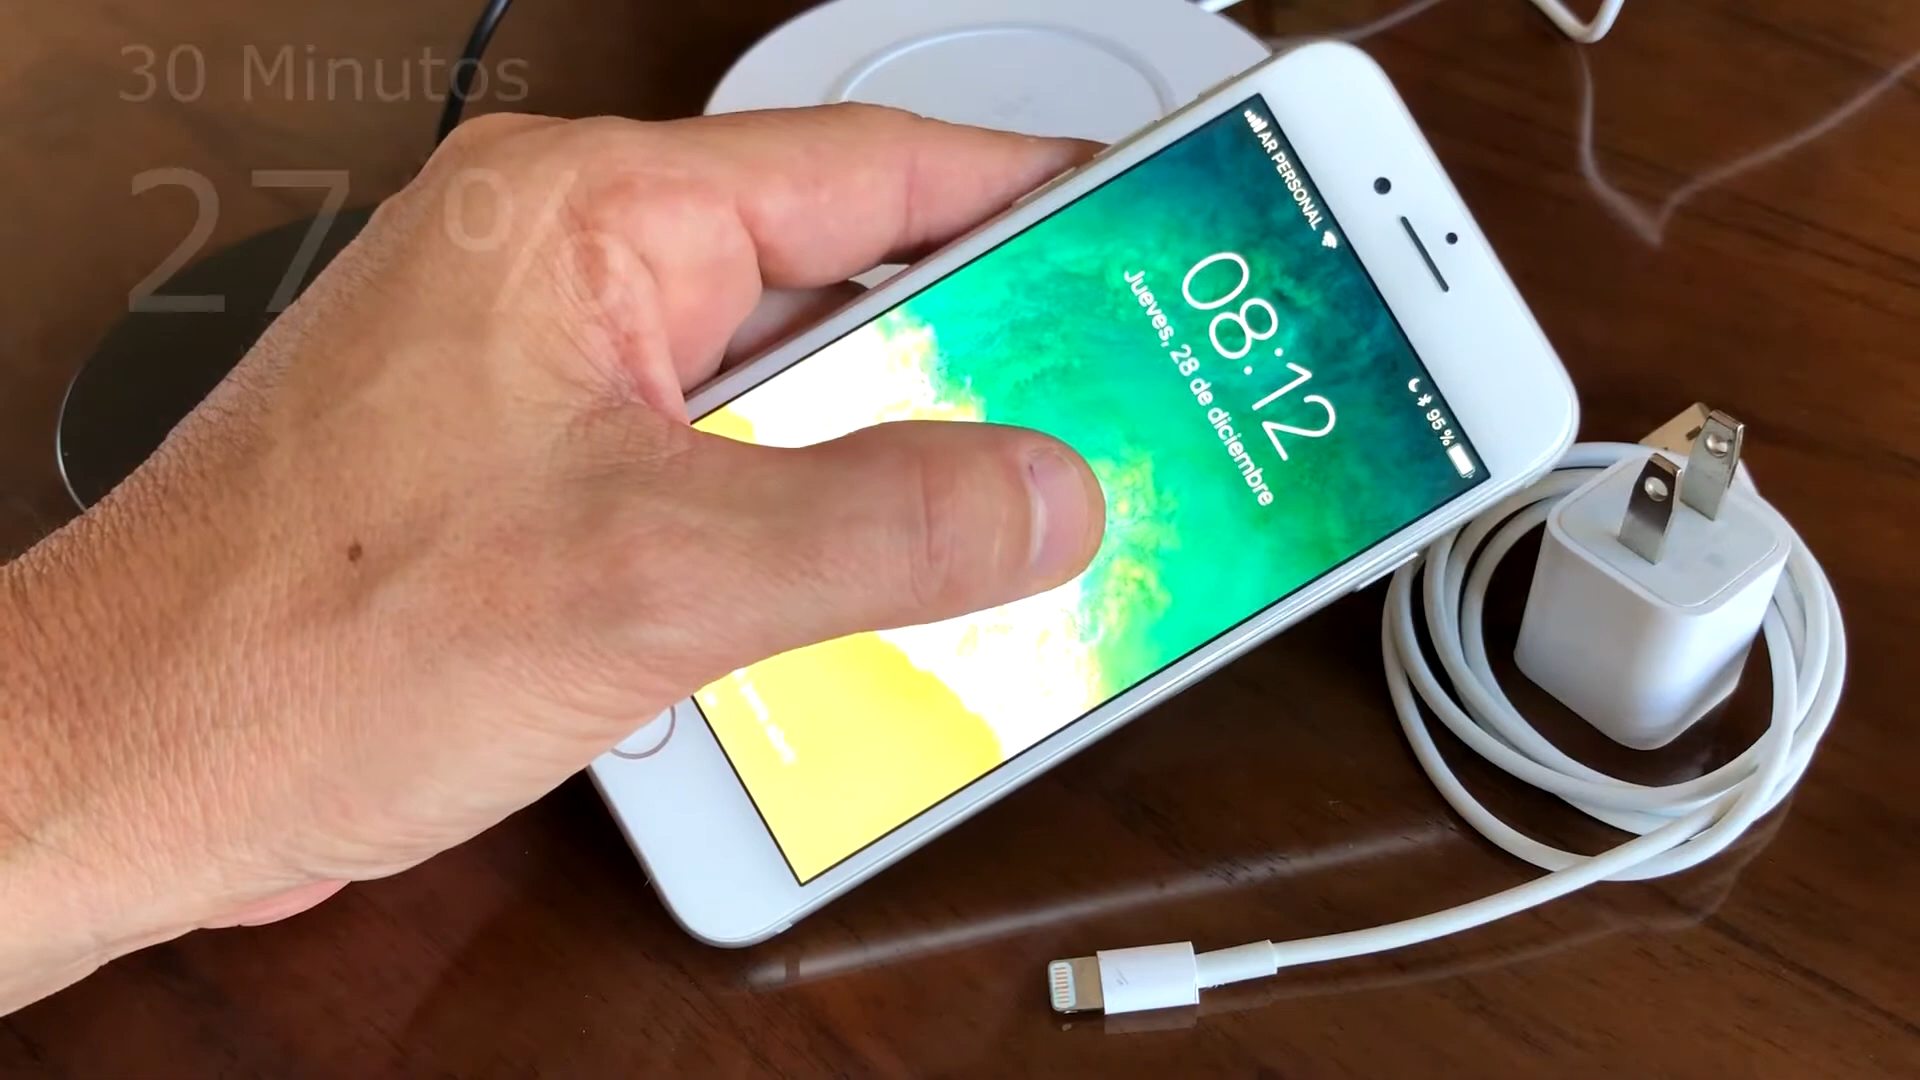 30 Minutos
27 %
AR PERSONAL
95 %
08:12
Jueves, 28 de diciembre